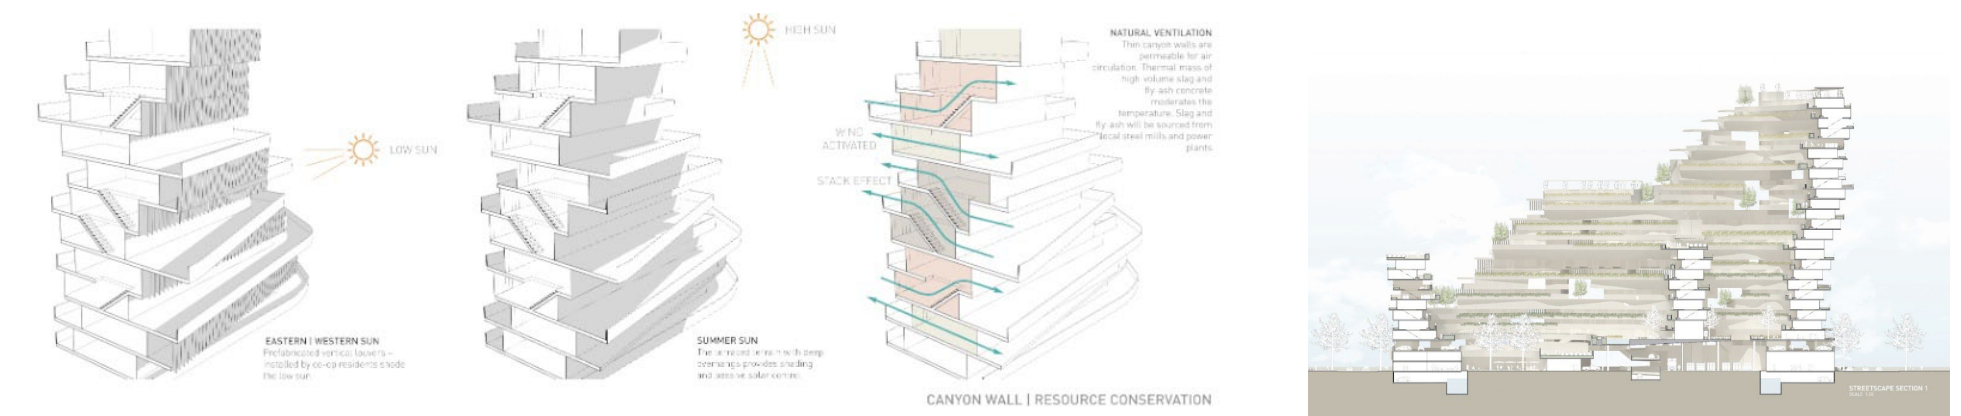 LOW SUN
EASTERN | WESTERN SUN
Prefabricated vertical louvers –
installed by co-op residents shade
the low sun
HIGH SUN
SUMMER SUN
The terraced terrain with deep
overhangs provides shading
and passive solar control
NATURAL VENTILATION
Thin canyon walls are
permeable for air
circulation. Thermal mass of
high volume slag and
fly-ash concrete
moderates the
temperature. Slag and
fly-ash will be sourced from
local steel mills and power
plants
WIND
ACTIVATED
STACK EFFECT
CANYON WALL | RESOURCE CONSERVATION
STREETSCAPE SECTION 1
SCALE